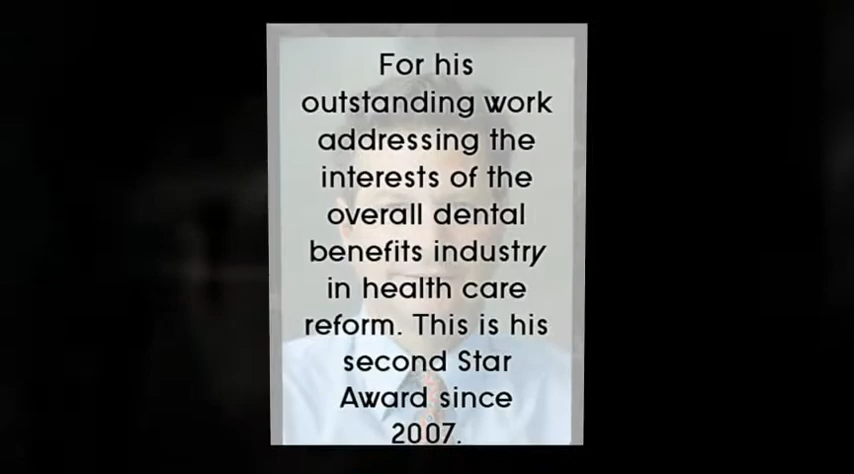 For his
outstanding work
addressing the
interests of the
overall dental
benefits industry
in health care
reform. This is his
second Star
Award since
2007.